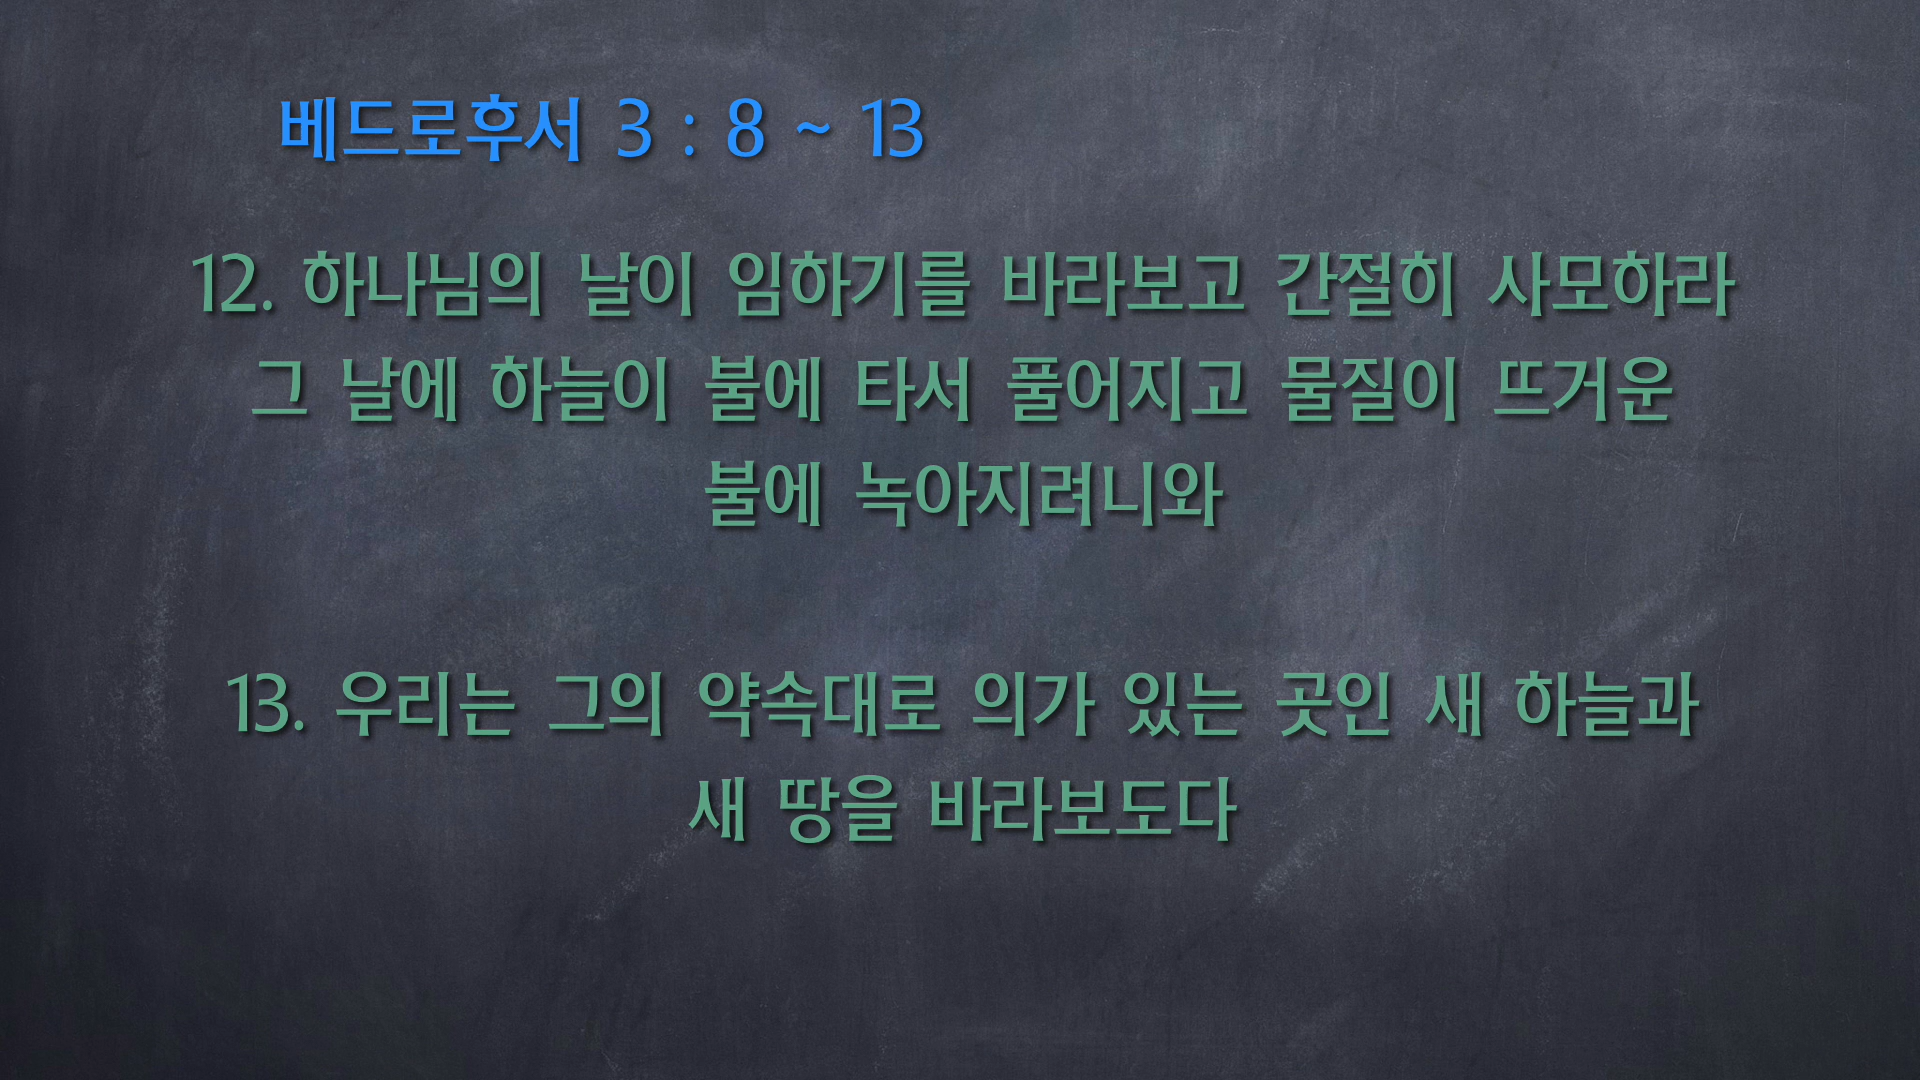 베드로후서 3 : 8 ~ 13
12. 하나님의 날이 임하기를 바라보고 간절히 사모하라
그 날에 하늘이 불에 타서 풀어지고 물질이 뜨거운
불에 녹아지려니와
13. 우리는 그의 약속대로 의가 있는 곳인 새 하늘과
새 땅을 바라보도다